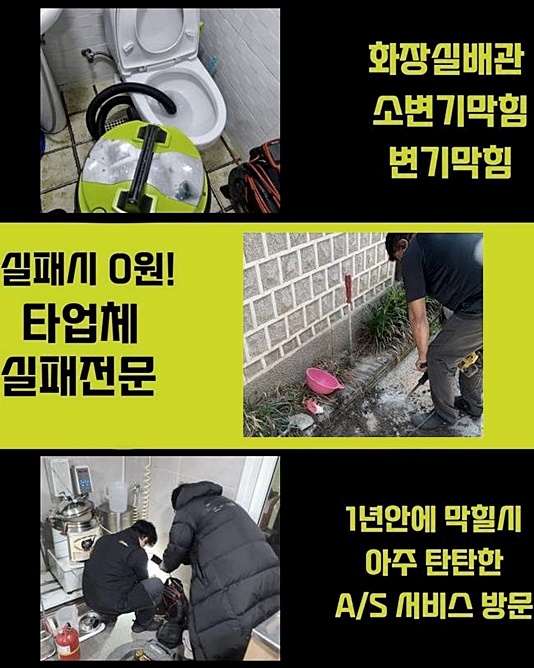 화장실배관
소변기막힘
변기막힘
실패시 0원!
타업체
실패전문
1년안에 막힐시
아주 탄탄한
A/S 서비스 방문